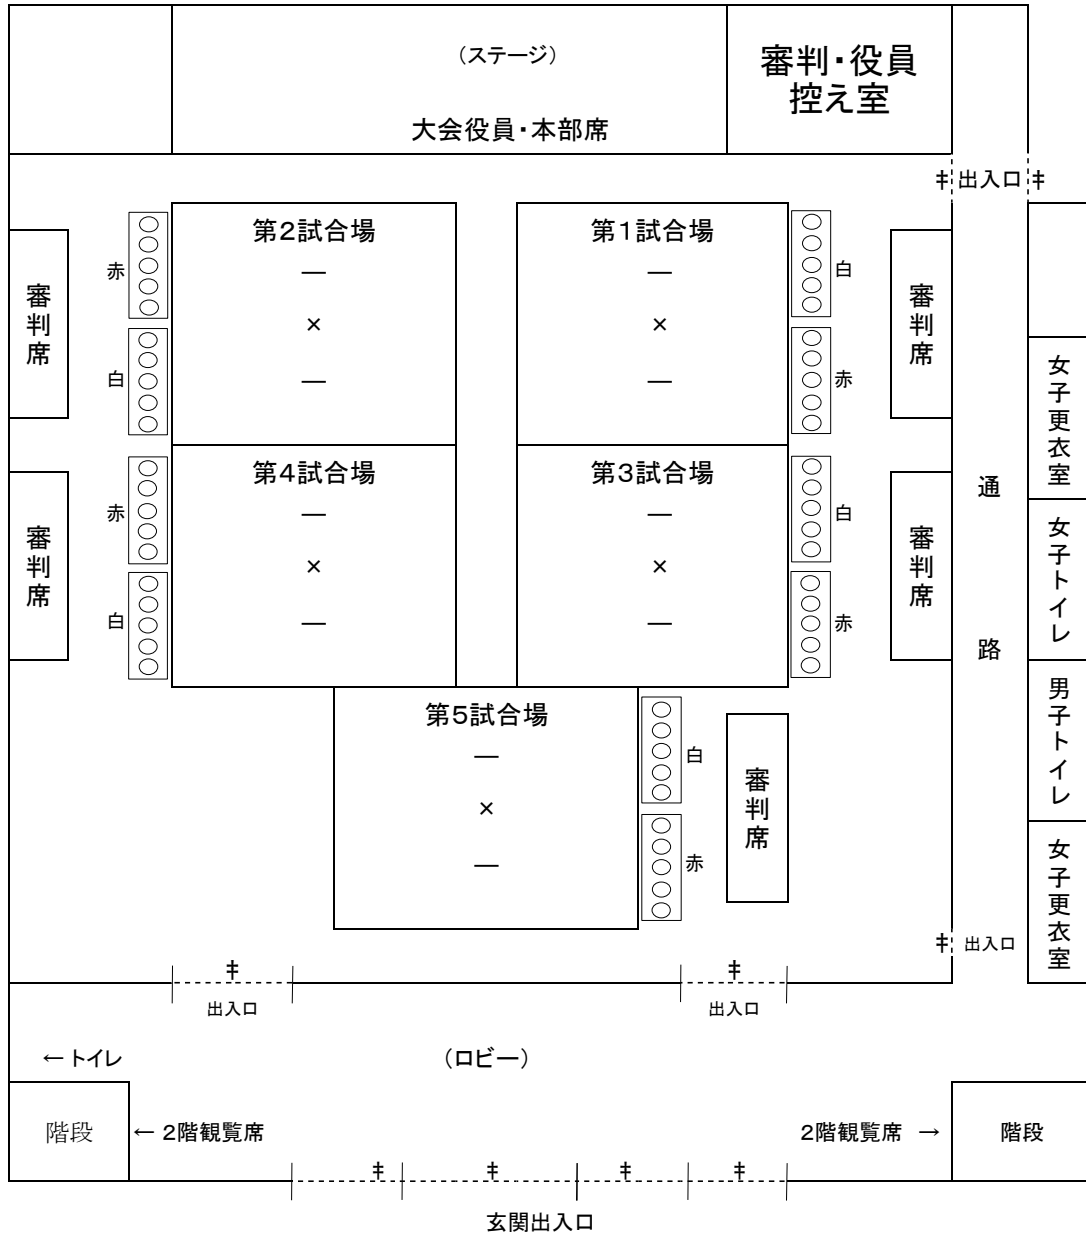 （ステージ）
審判・役員
控え室
大会役員・本部席
‡ 出入口 ‡
第２試合場
第１試合場
赤
白
審判席
審判席
―
―
×
×
白
赤
―
―
女子更衣室
第４試合場
第３試合場
通路
赤
白
審判席
審判席
―
―
女子トイレ
×
×
白
赤
―
―
男子トイレ
第５試合場
―
白
審判席
×
赤
―
女子更衣室
‡ 出入口
‡
‡
出入口
出入口
← トイレ
（ロビー）
階段
← ２階観覧席
２階観覧席 →
階段
‡ ‡ ‡ ‡
玄関出入口